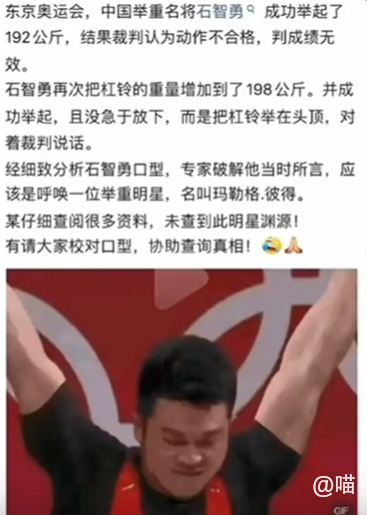 东京奥运会，中国举重名将石智勇 成功举起了
192公斤，结果裁判认为动作不合格，判成绩无
效。
石智勇再次把杠铃的重量增加到了198公斤。并成
功举起，且没急于放下，而是把杠铃举在头顶，对
着裁判说话。
经细致分析石智勇口型，专家破解他当时所言，应
该是呼唤一位举重明星，名叫玛勒格.彼得。
某仔细查阅很多资料，未查到此明星渊源！
有请大家校对口型，协助查询真相！🤣🙏
@喵
GIF